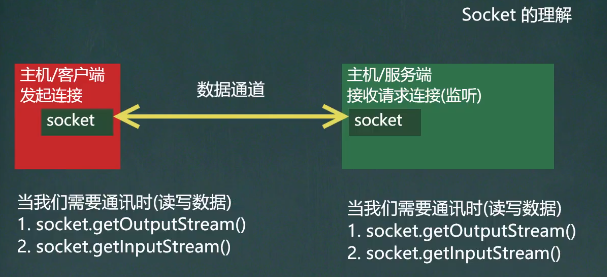 Socket 的理解
主机/客户端
发起连接
socket
数据通道
主机/服务端
接收请求连接(监听)
socket
当我们需要通讯时(读写数据)
1. socket.getOutputStream()
2. socket.getInputStream()
当我们需要通讯时(读写数据)
1. socket.getOutputStream()
2. socket.getInputStream()